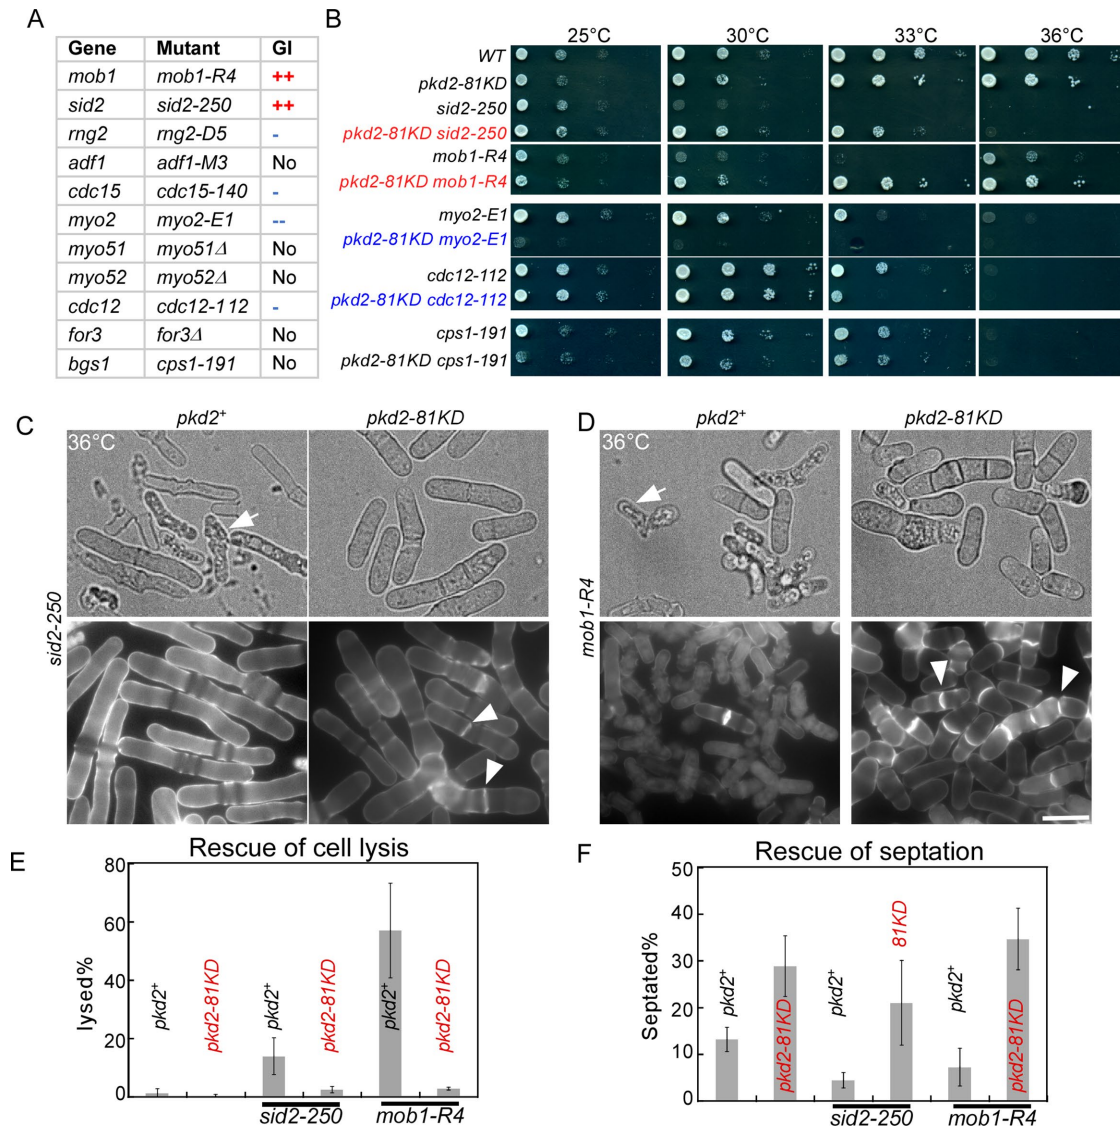 A
Gene Mutant GI
mob1 mob1-R4 ++
sid2 sid2-250 ++
rng2 rng2-D5 -
adf1 adf1-M3 No
cdc15 cdc15-140 -
myo2 myo2-E1 --
myo51 myo51Δ No
myo52 myo52Δ No
cdc12 cdc12-112 -
for3 for3Δ No
bgs1 cps1-191 No
B
25°C 30°C 33°C 36°C
WT
pkd2-81KD
sid2-250
pkd2-81KD sid2-250
mob1-R4
pkd2-81KD mob1-R4
myo2-E1
pkd2-81KD myo2-E1
cdc12-112
pkd2-81KD cdc12-112
cps1-191
pkd2-81KD cps1-191
C
pkd2+ pkd2-81KD
36°C
sid2-250
D
pkd2+ pkd2-81KD
36°C
mob1-R4
E
Rescue of cell lysis
lysed%
80
60
40
20
0
pkd2+
pkd2-81KD
pkd2+
pkd2-81KD
pkd2+
pkd2-81KD
sid2-250 mob1-R4
F
Rescue of septation
Septated%
50
40
30
20
10
0
pkd2+
pkd2-81KD
pkd2+
81KD
pkd2+
pkd2-81KD
sid2-250 mob1-R4